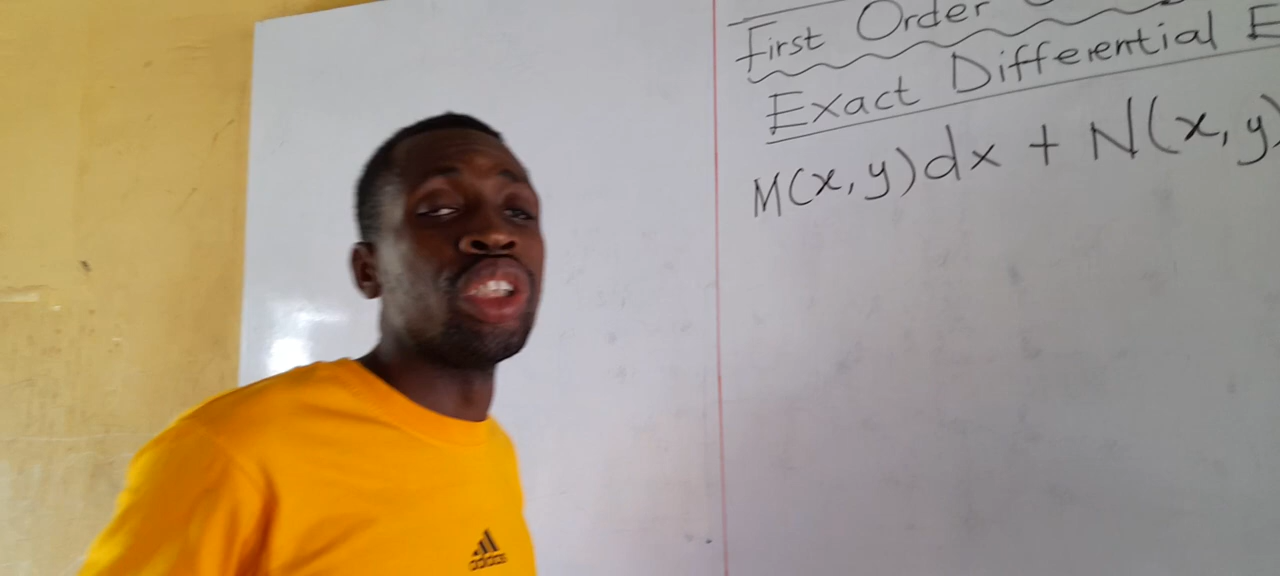 First Order
Exact Differential E
M(x, y)dx + N(x, y)
adidas